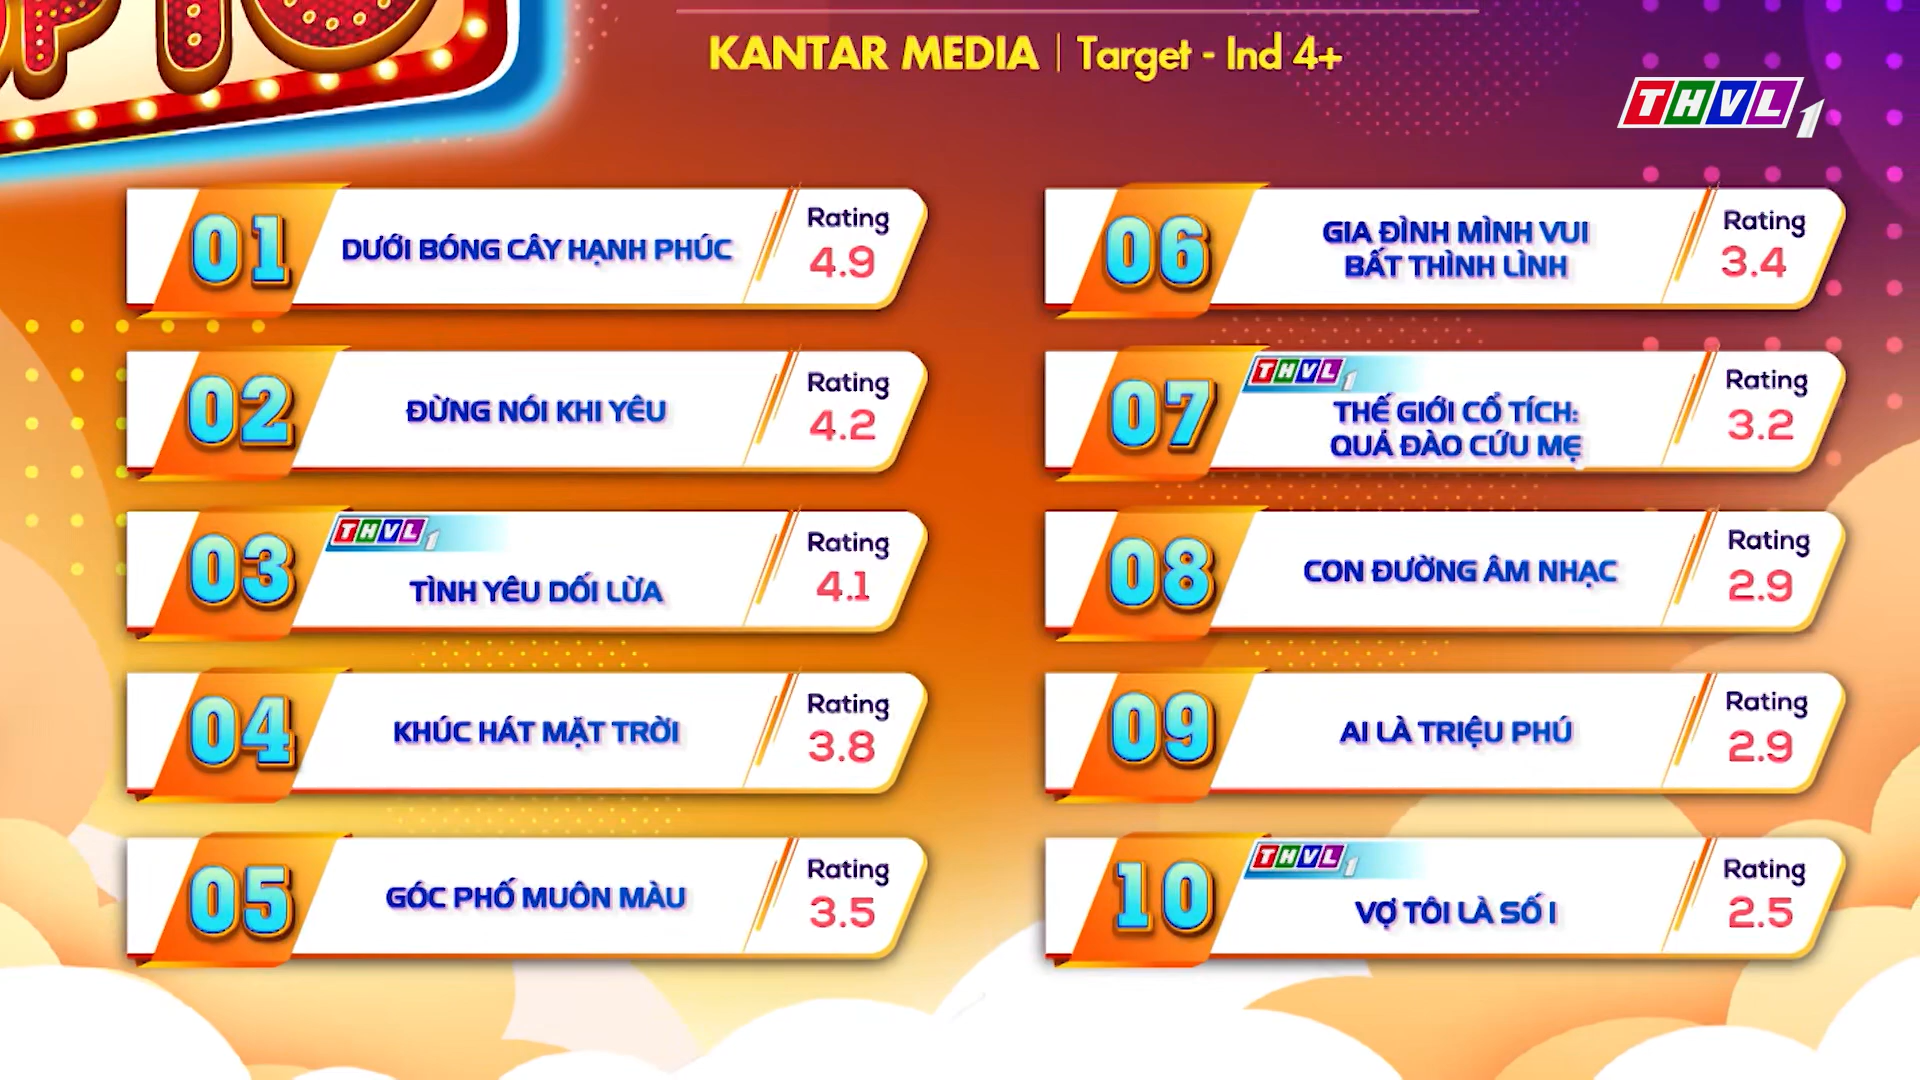 KANTAR MEDIA | Target - Ind 4+
THVL1
01
DƯỚI BÓNG CÂY HẠNH PHÚC
Rating
4.9
02
ĐỪNG NÓI KHI YÊU
Rating
4.2
03
THVL1
TÌNH YÊU DỐI LỪA
Rating
4.1
04
KHÚC HÁT MẶT TRỜI
Rating
3.8
05
GÓC PHỐ MUÔN MÀU
Rating
3.5
06
GIA ĐÌNH MÌNH VUI
BẤT THÌNH LÌNH
Rating
3.4
07
THVL1
THẾ GIỚI CỔ TÍCH:
QUẢ ĐÀO CỨU MẸ
Rating
3.2
08
CON ĐƯỜNG ÂM NHẠC
Rating
2.9
09
AI LÀ TRIỆU PHÚ
Rating
2.9
10
THVL1
VỢ TÔI LÀ SỐ 1
Rating
2.5